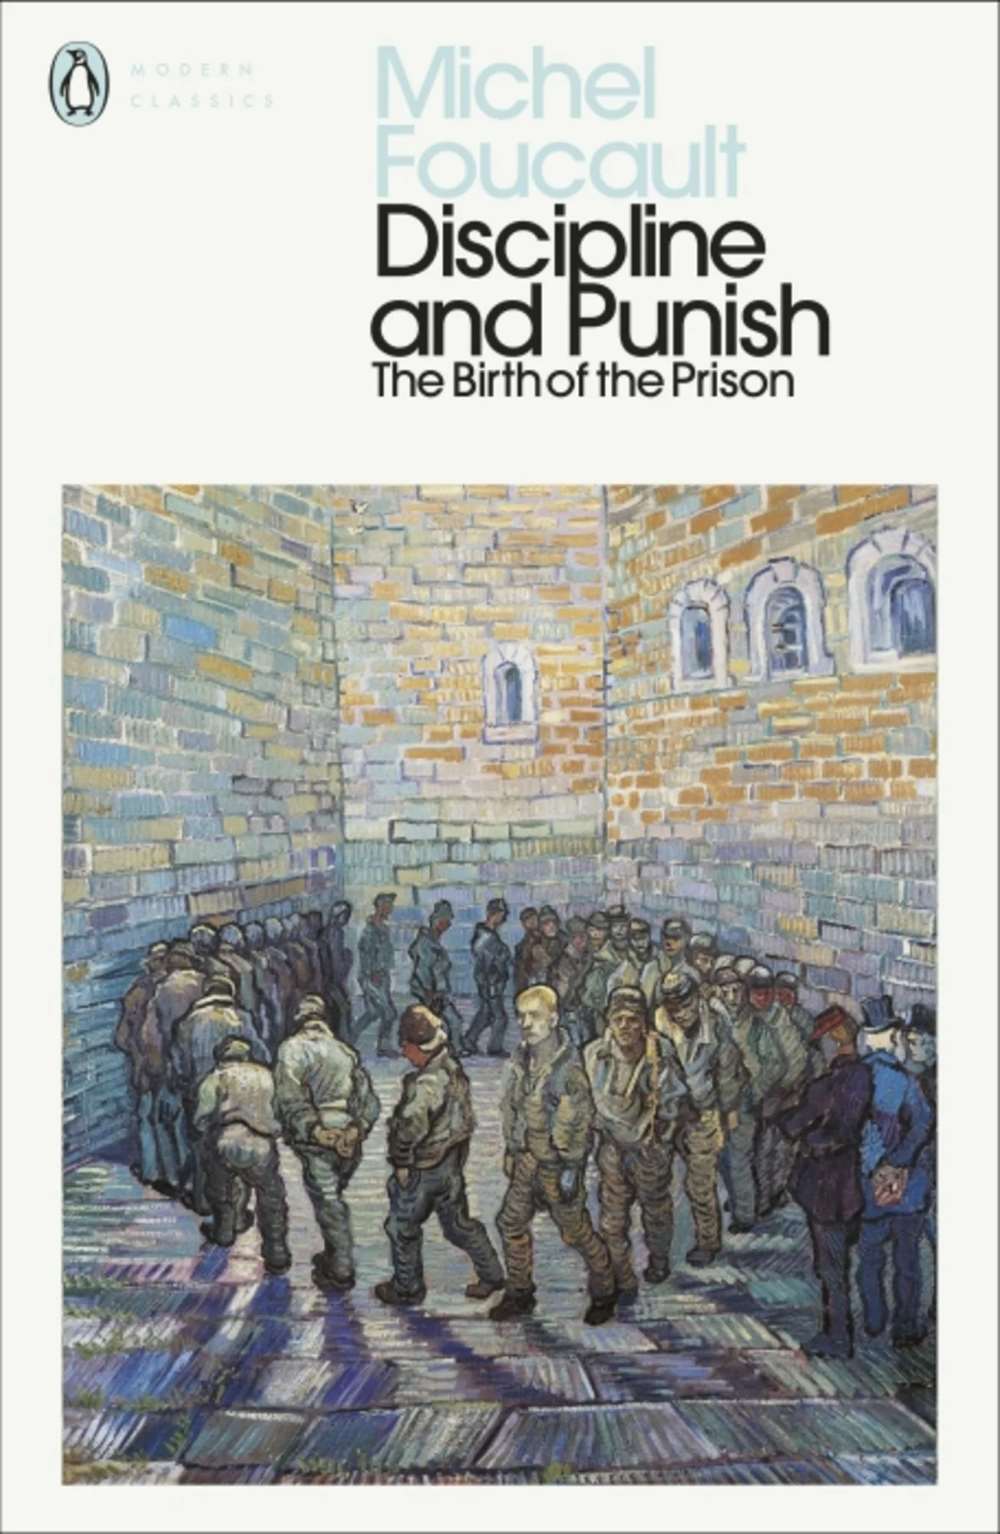 MODERN
CLASSICS
Michel
Foucault
Discipline
and Punish
The Birth of the Prison